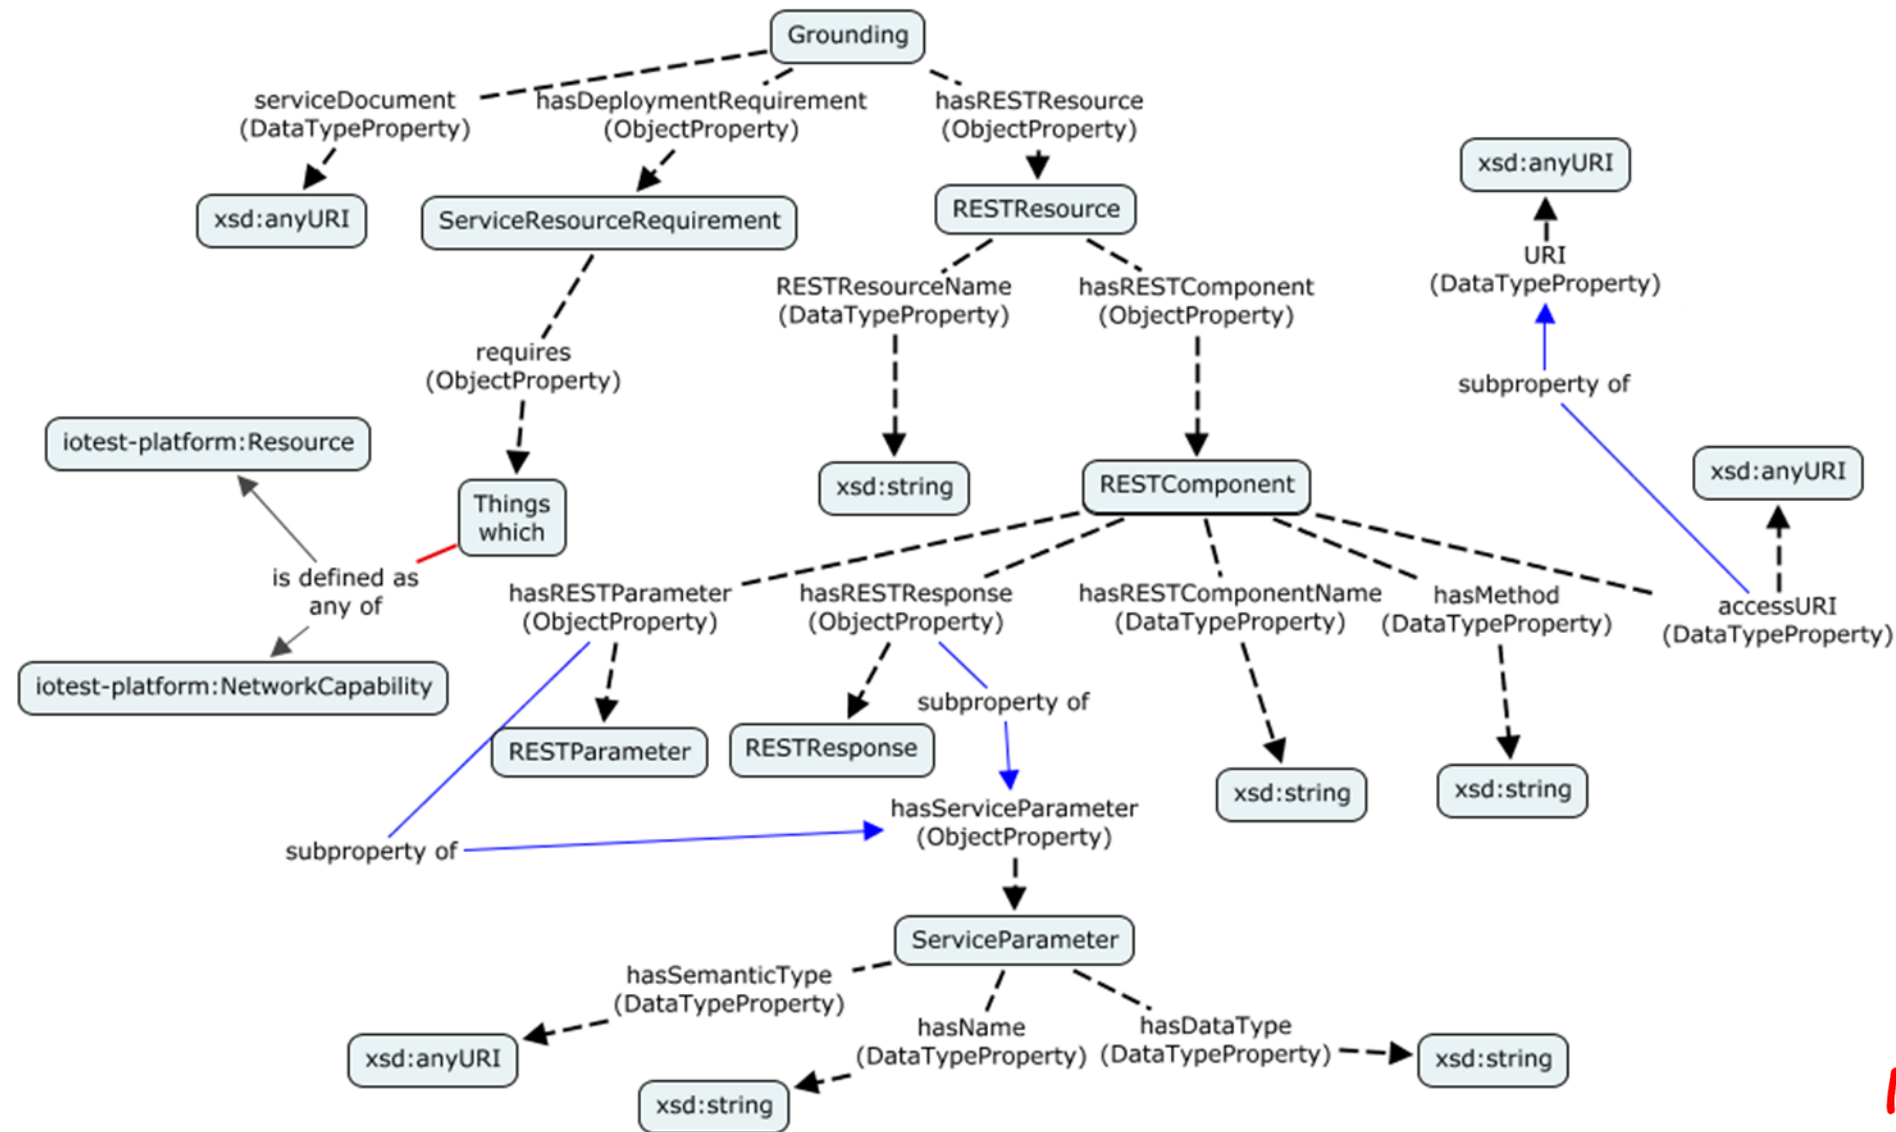 Grounding
serviceDocument
(DataTypeProperty)
hasDeploymentRequirement
(ObjectProperty)
hasRESTResource
(ObjectProperty)
xsd:anyURI
xsd:anyURI
ServiceResourceRequirement
RESTResource
URI
(DataTypeProperty)
RESTResourceName
(DataTypeProperty)
hasRESTComponent
(ObjectProperty)
requires
(ObjectProperty)
subproperty of
iotest-platform:Resource
Things
which
xsd:string
RESTComponent
xsd:anyURI
is defined as
any of
hasRESTParameter
(ObjectProperty)
hasRESTResponse
(ObjectProperty)
hasRESTComponentName
(DataTypeProperty)
hasMethod
(DataTypeProperty)
accessURI
(DataTypeProperty)
iotest-platform:NetworkCapability
subproperty of
RESTParameter
RESTResponse
xsd:string
xsd:string
hasServiceParameter
(ObjectProperty)
subproperty of
ServiceParameter
hasSemanticType
(DataTypeProperty)
hasName
(DataTypeProperty)
hasDataType
(DataTypeProperty)
xsd:anyURI
xsd:string
xsd:string